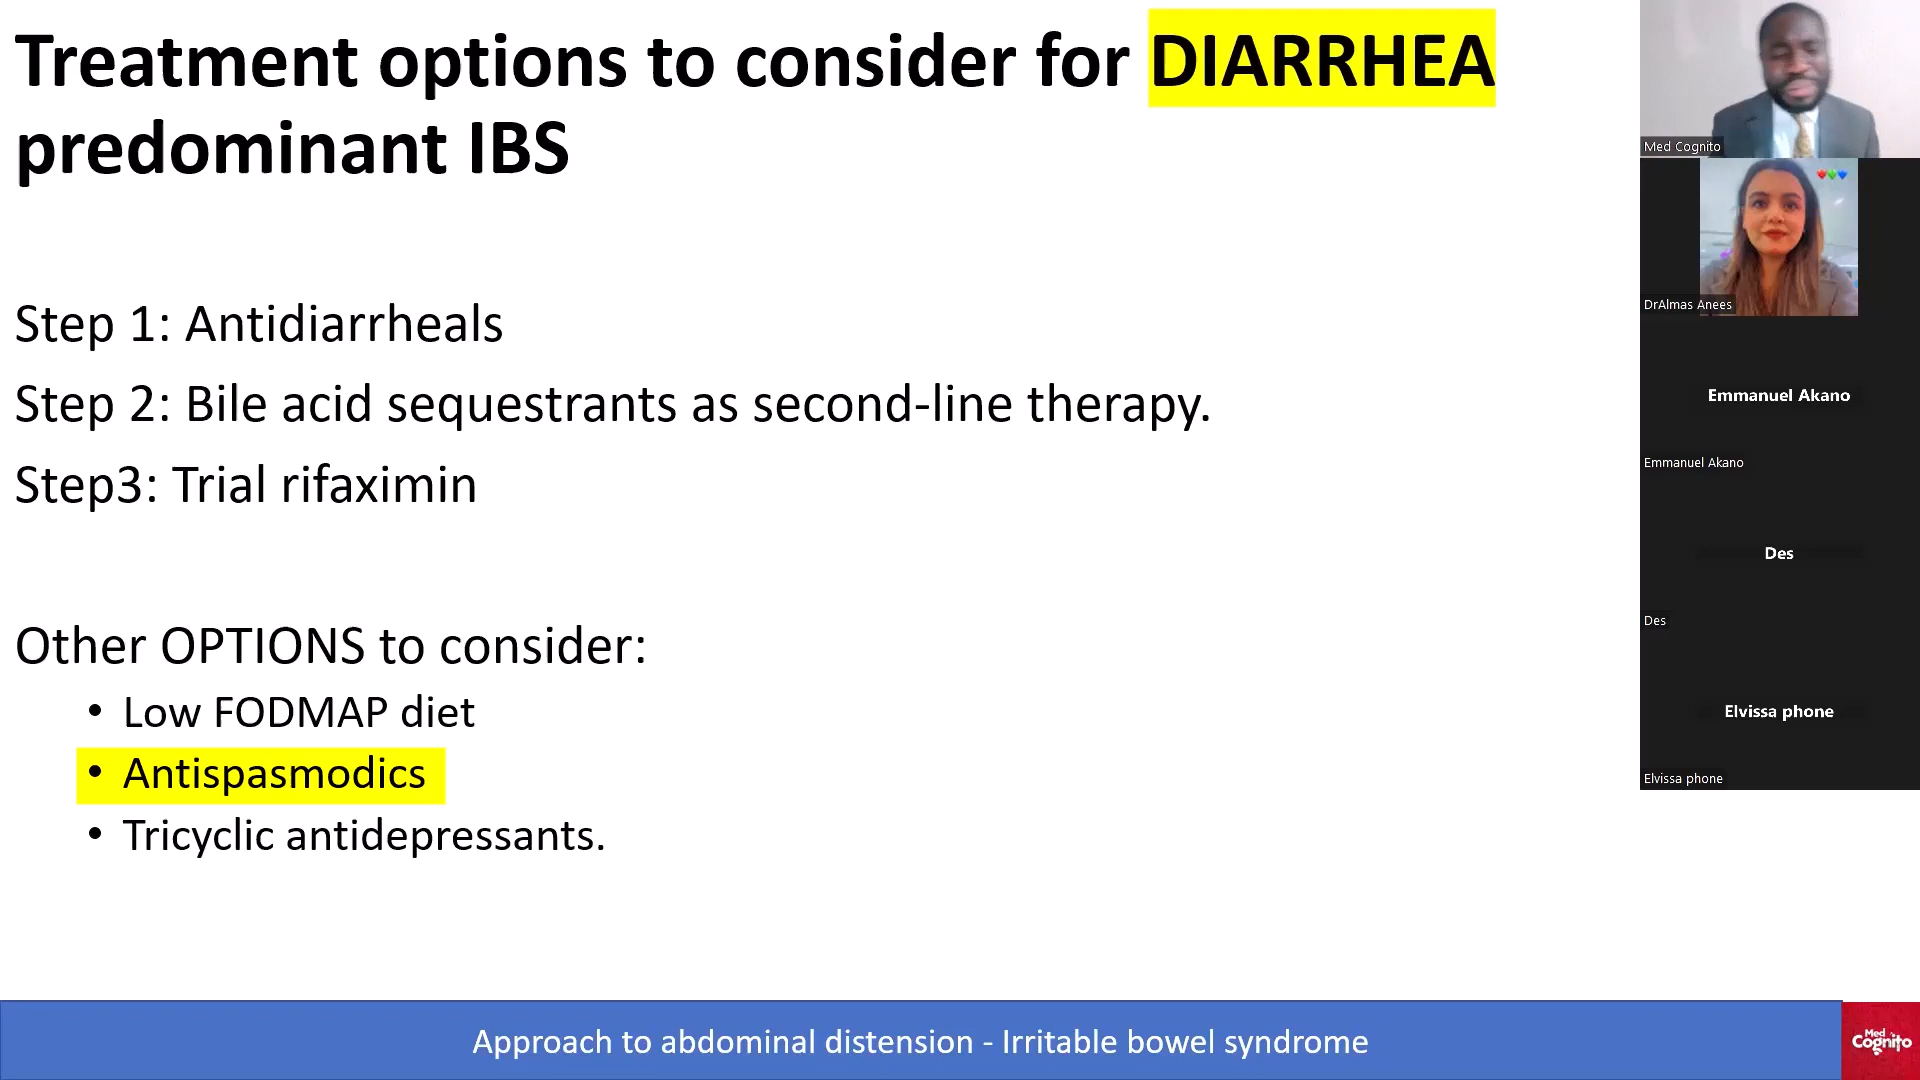 Treatment options to consider for DIARRHEA
predominant IBS
Step 1: Antidiarrheals
Step 2: Bile acid sequestrants as second-line therapy.
Step3: Trial rifaximin
Other OPTIONS to consider:
• Low FODMAP diet
• Antispasmodics
• Tricyclic antidepressants.
Approach to abdominal distension - Irritable bowel syndrome
Med
Cognito
Med Cognito
DrAlmas Anees
Emmanuel Akano
Emmanuel Akano
Des
Des
Elvissa phone
Elvissa phone